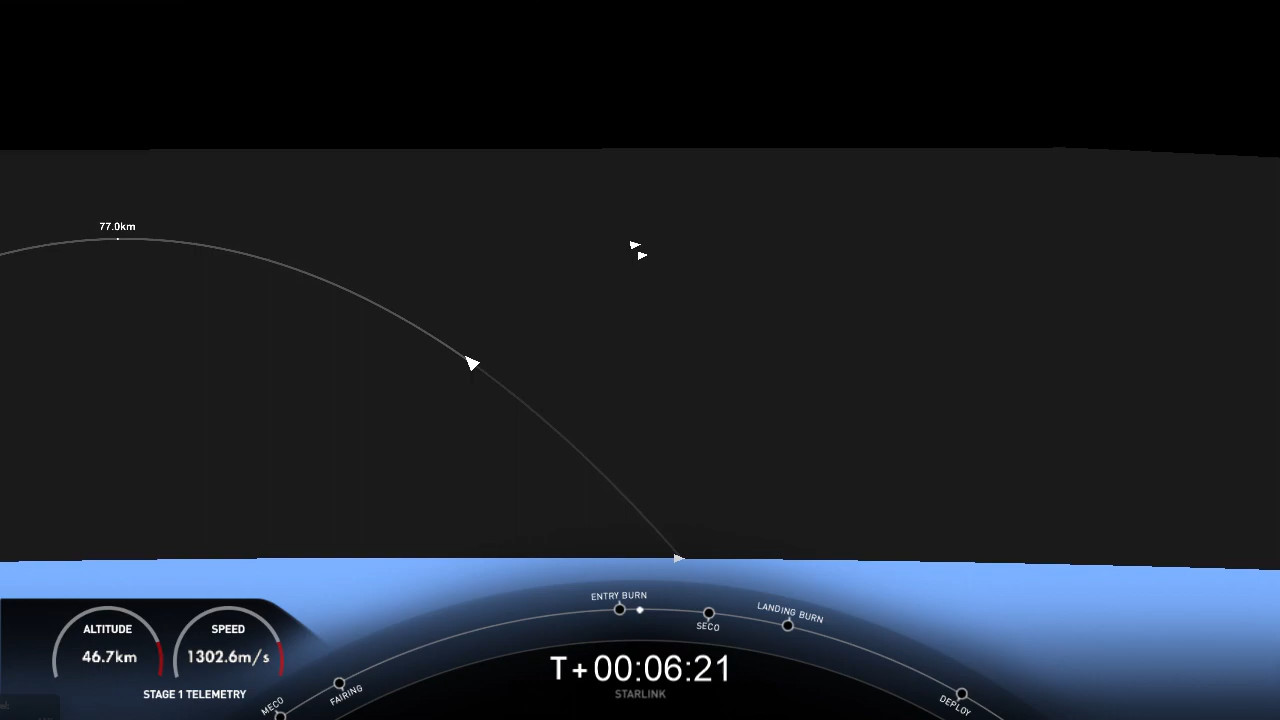 77.0km
ENTRY BURN
LANDING BURN
SECO
ALTITUDE
46.7km
SPEED
1302.6m/s
STAGE 1 TELEMETRY
MECO
FAIRING
T+00:06:21
STARLINK
DEPLOY